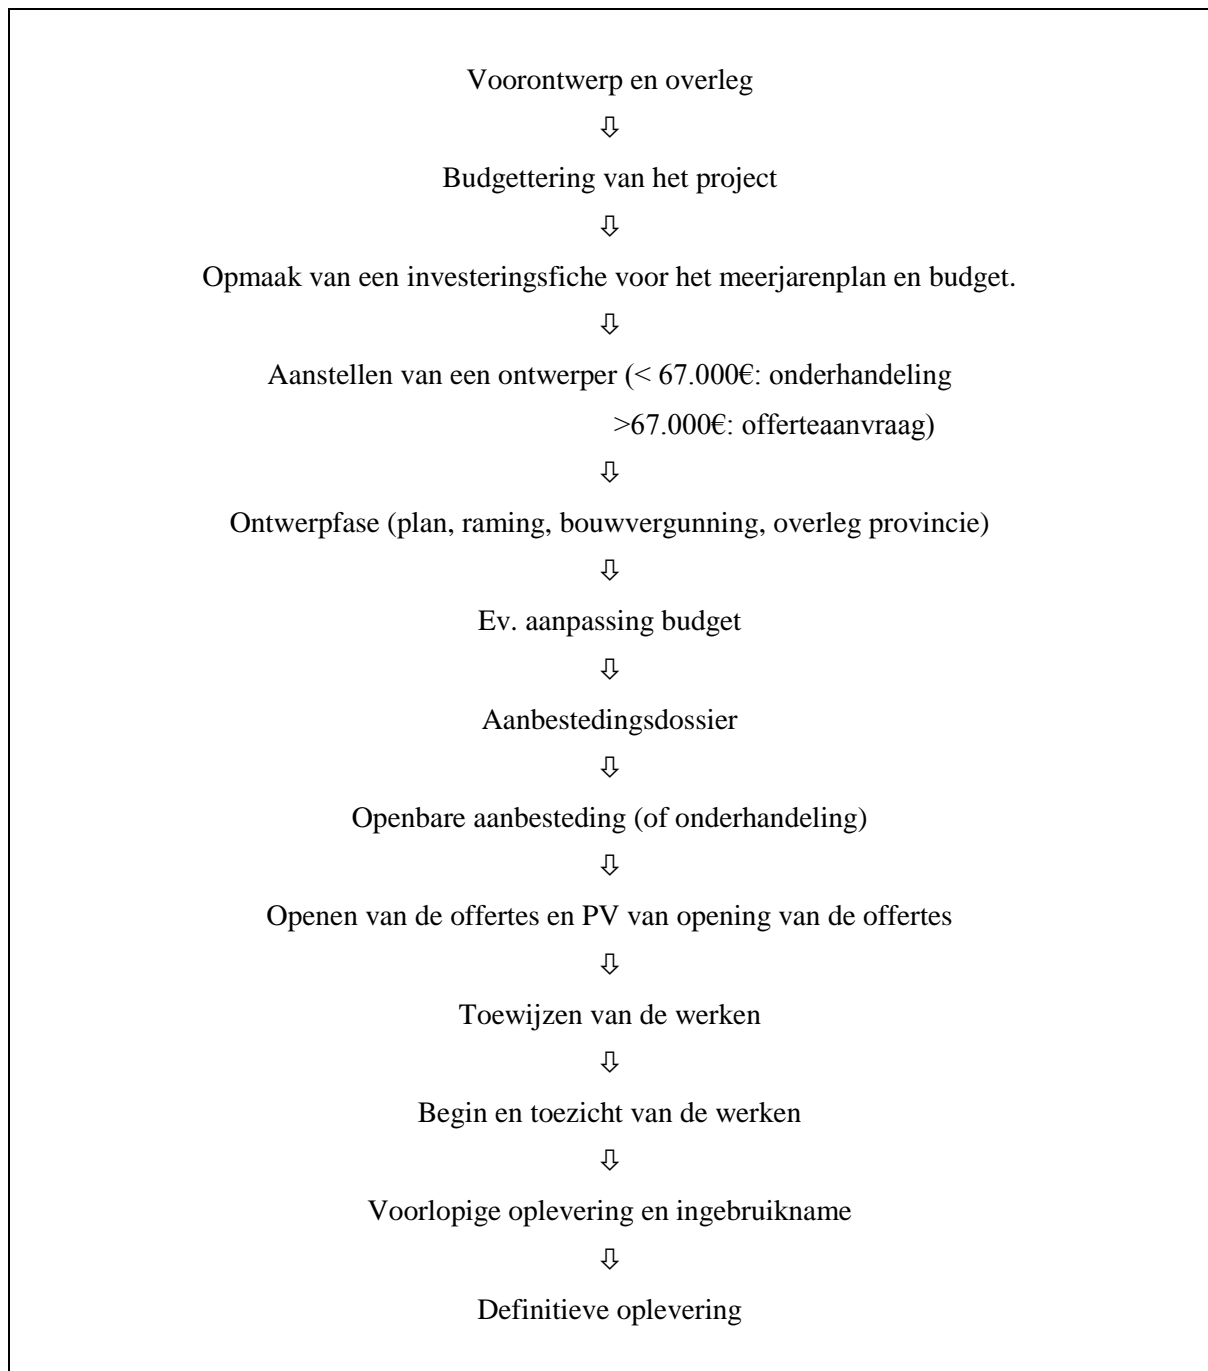 Voorontwerp en overleg
⇩
Budgettering van het project
⇩
Opmaak van een investeringsfiche voor het meerjarenplan en budget.
⇩
Aanstellen van een ontwerper (< 67.000€: onderhandeling
>67.000€: offerteaanvraag)
⇩
Ontwerpfase (plan, raming, bouwvergunning, overleg provincie)
⇩
Ev. aanpassing budget
⇩
Aanbestedingsdossier
⇩
Openbare aanbesteding (of onderhandeling)
⇩
Openen van de offertes en PV van opening van de offertes
⇩
Toewijzen van de werken
⇩
Begin en toezicht van de werken
⇩
Voorlopige oplevering en ingebruikname
⇩
Definitieve oplevering